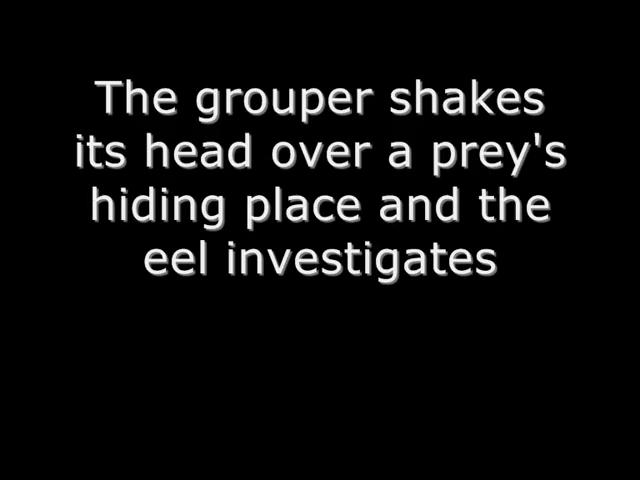 The grouper shakes
its head over a prey's
hiding place and the
eel investigates